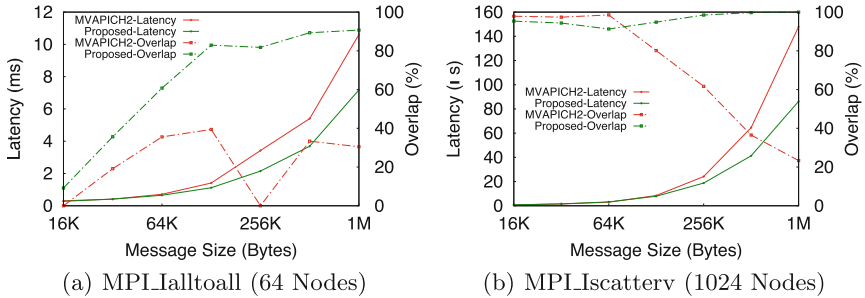 MVAPICH2-Latency
Proposed-Latency
MVAPICH2-Overlap
Proposed-Overlap
Latency (ms)
12
10
8
6
4
2
0
100
80
60
40
20
0
Overlap (%)
16K 64K 256K 1M
Message Size (Bytes)
(a) MPI_Ialltoall (64 Nodes)
MVAPICH2-Latency
Proposed-Latency
MVAPICH2-Overlap
Proposed-Overlap
Latency ( s)
160
140
120
100
80
60
40
20
0
100
80
60
40
20
0
Overlap (%)
16K 64K 256K 1M
Message Size (Bytes)
(b) MPI_Iscatterv (1024 Nodes)